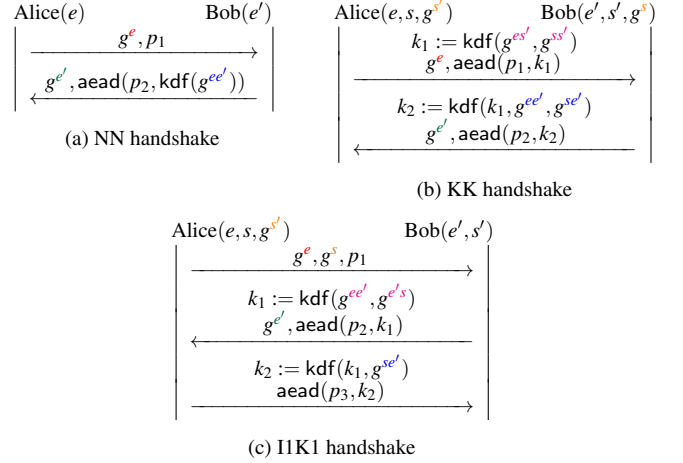 Alice(e) Bob(e′)
g^e, p₁
g^{e′}, aead(p₂, kdf(g^{ee′}))
(a) NN handshake
Alice(e, s, g^{s′}) Bob(e′, s′, g^s)
k₁ := kdf(g^{es′}, g^{ss′})
g^e, aead(p₁, k₁)
k₂ := kdf(k₁, g^{ee′}, g^{se′})
g^{e′}, aead(p₂, k₂)
(b) KK handshake
Alice(e, s, g^{s′}) Bob(e′, s′)
g^e, g^s, p₁
k₁ := kdf(g^{ee′}, g^{e′s})
g^{e′}, aead(p₂, k₁)
k₂ := kdf(k₁, g^{se′})
aead(p₃, k₂)
(c) I1K1 handshake